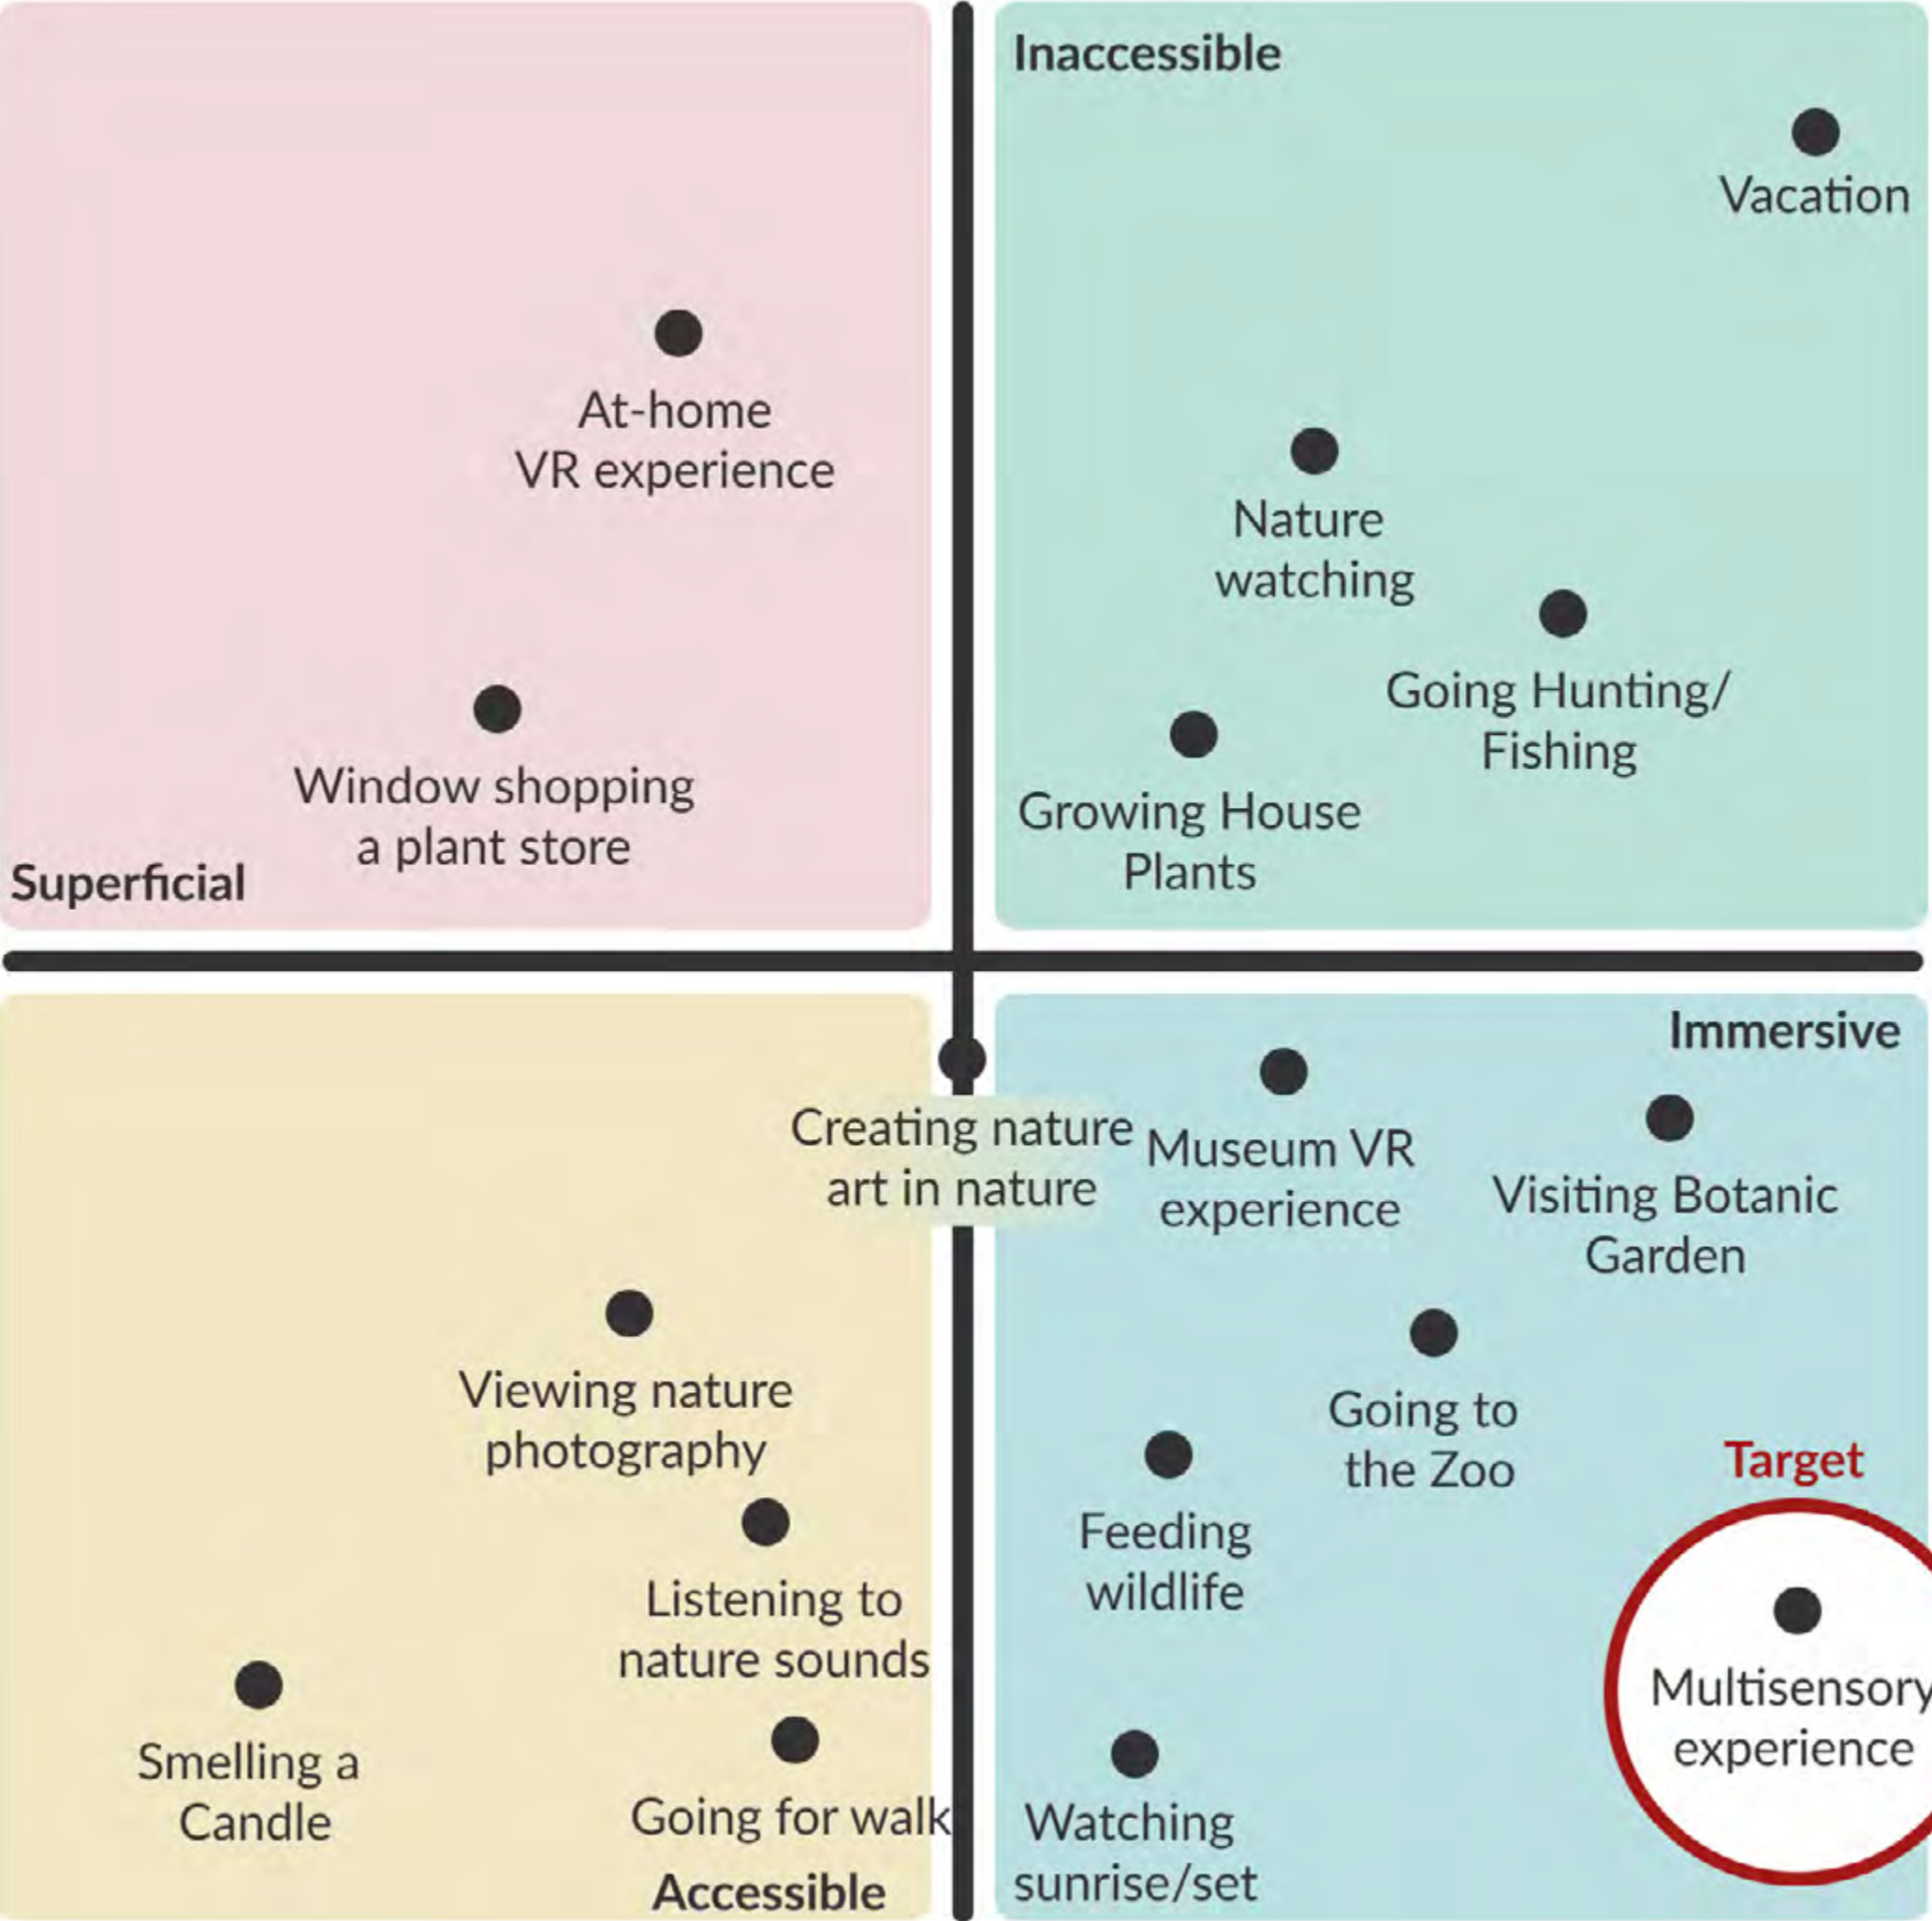 Inaccessible
Vacation
At-home
VR experience
Nature
watching
Going Hunting/
Fishing
Window shopping
a plant store
Growing House
Plants
Superficial
Immersive
Creating nature
art in nature
Museum VR
experience
Visiting Botanic
Garden
Viewing nature
photography
Going to
the Zoo
Target
Feeding
wildlife
Listening to
nature sounds
Multisensory
experience
Smelling a
Candle
Going for walk
Watching
sunrise/set
Accessible